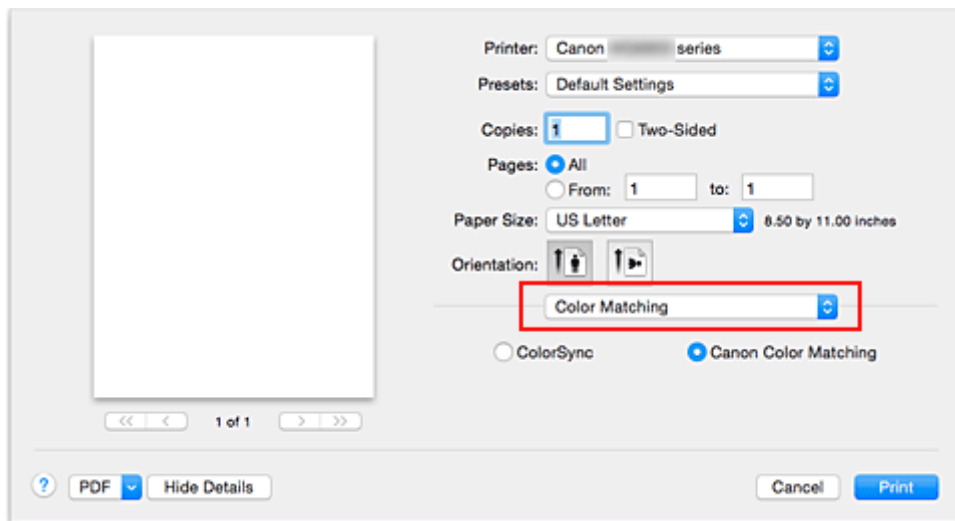 Printer: Canon series
Presets: Default Settings
Copies: 1 Two-Sided
Pages: All
From: 1 to: 1
Paper Size: US Letter 8.50 by 11.00 inches
Orientation:
Color Matching
ColorSync Canon Color Matching
<< < 1 of 1 > >>
? PDF Hide Details Cancel Print